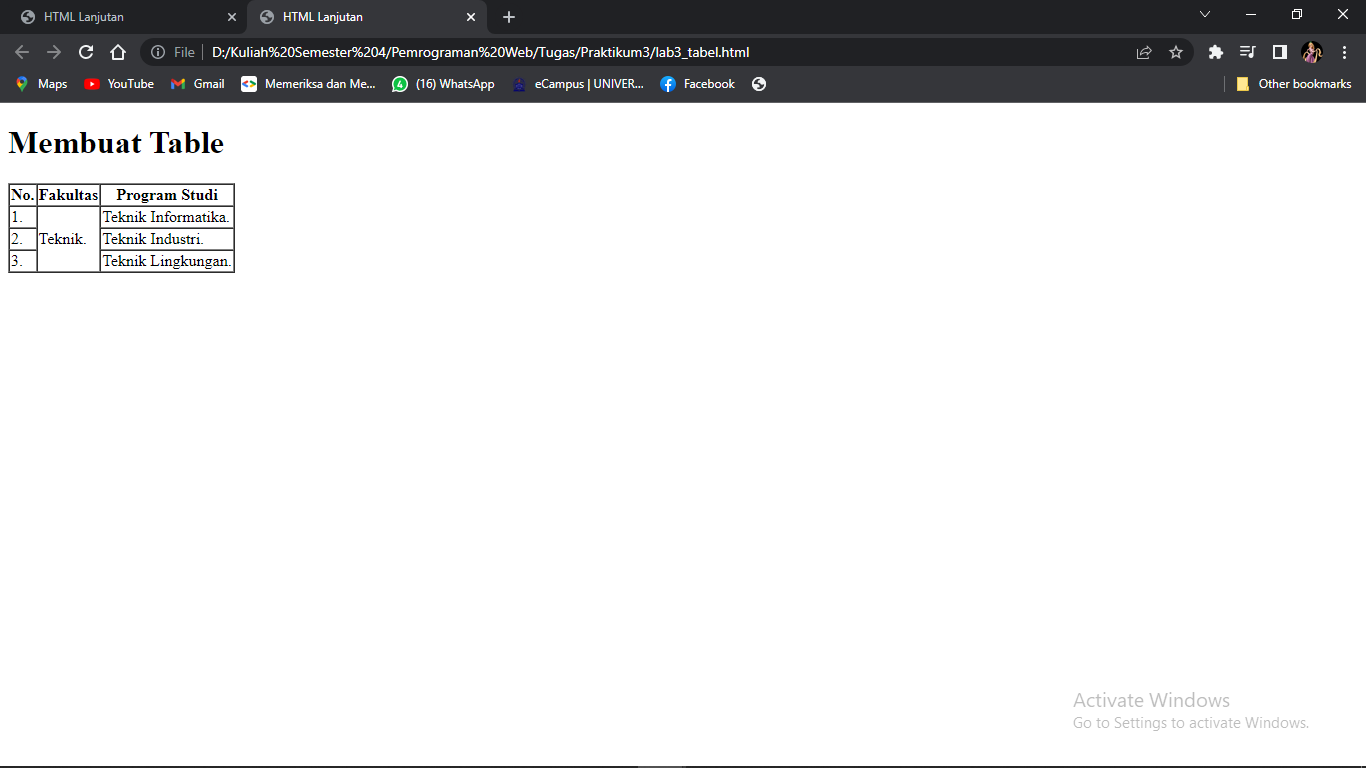 HTML Lanjutan
HTML Lanjutan
File D:/Kuliah%20Semester%204/Pemrograman%20Web/Tugas/Praktikum3/lab3_tabel.html
Maps YouTube Gmail Memeriksa dan Me... 4 (16) WhatsApp eCampus | UNIVER... Facebook Other bookmarks
Membuat Table
No. Fakultas Program Studi
1. Teknik Informatika.
2. Teknik. Teknik Industri.
3. Teknik Lingkungan.
Activate Windows
Go to Settings to activate Windows.